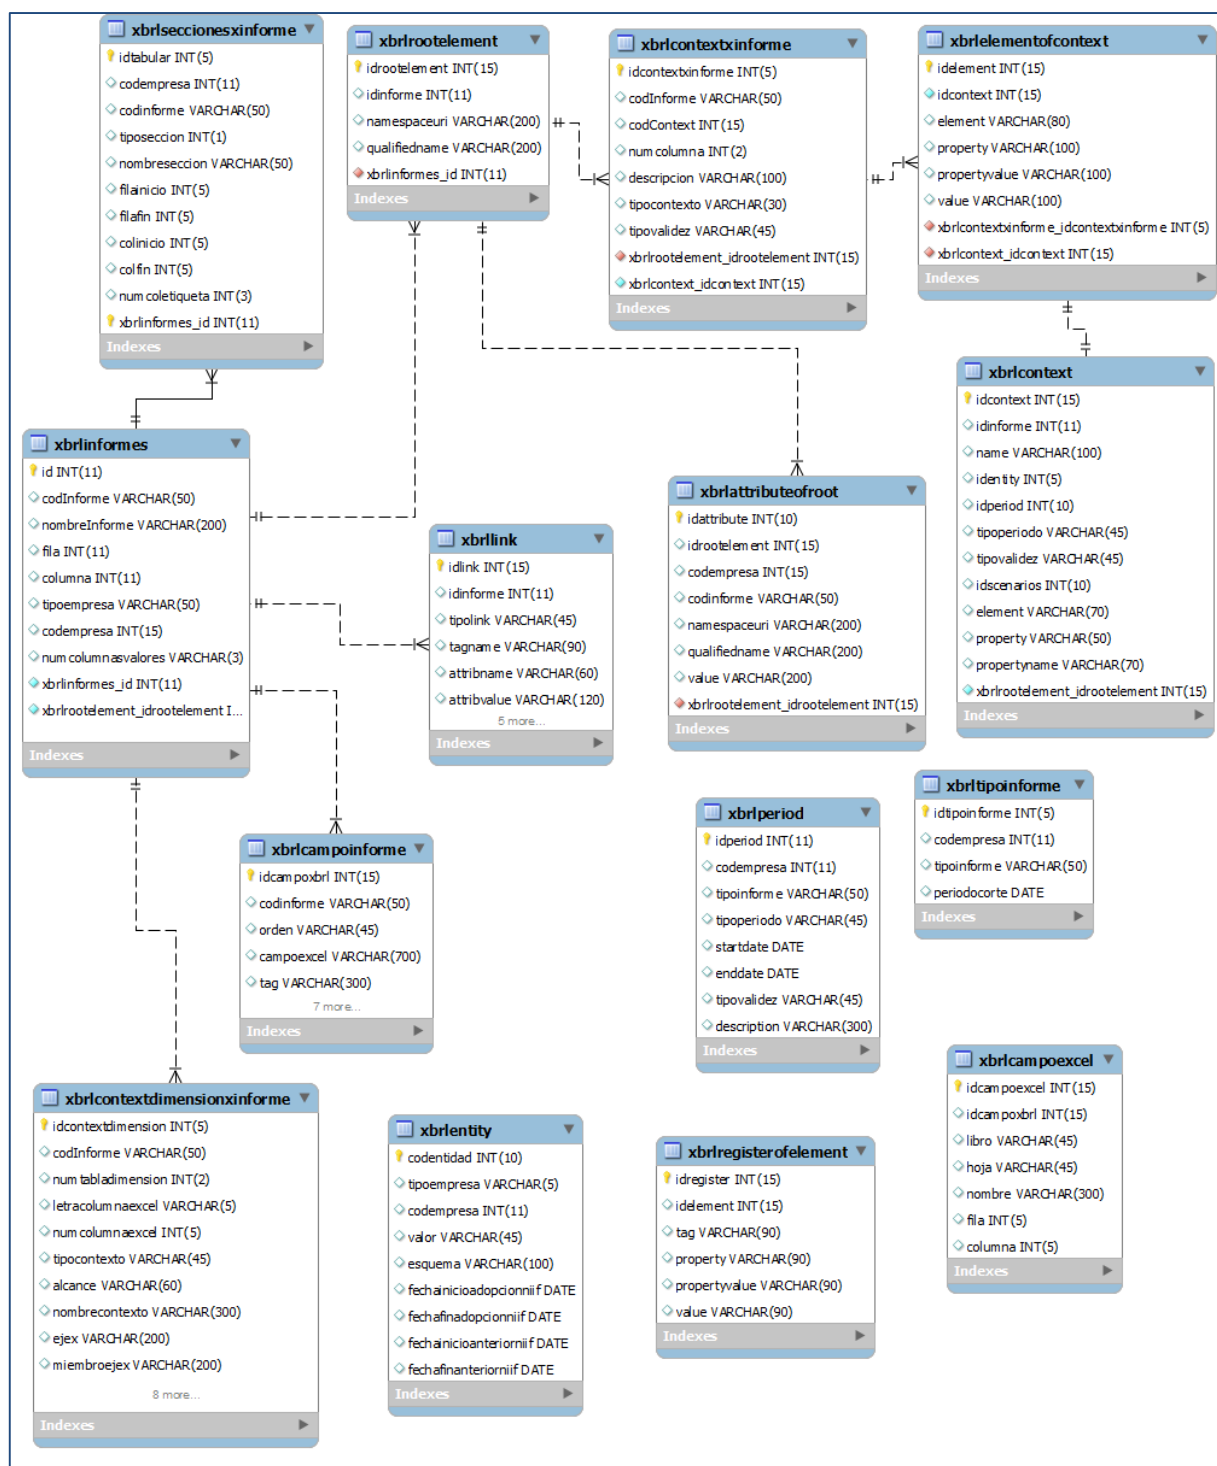 xbrlseccionesxinforme
idtabular INT(5)
codempresa INT(11)
codinforme VARCHAR(50)
tiposeccion INT(1)
nombreseccion VARCHAR(50)
filainicio INT(5)
filafin INT(5)
colinicio INT(5)
colfin INT(5)
numcoletiqueta INT(3)
xbrlinformes_id INT(11)
Indexes
xbrlrootelement
idrootelement INT(15)
idinforme INT(11)
namespaceuri VARCHAR(200)
qualifiedname VARCHAR(200)
xbrlinformes_id INT(11)
Indexes
xbrlcontextxinforme
idcontextxinforme INT(5)
codInforme VARCHAR(50)
codContext INT(15)
numcolumna INT(2)
descripcion VARCHAR(100)
tipocontexto VARCHAR(30)
tipovalidez VARCHAR(45)
xbrlrootelement_idrootelement INT(15)
xbrlcontext_idcontext INT(15)
Indexes
xbrlelementofcontext
idelement INT(15)
idcontext INT(15)
element VARCHAR(80)
property VARCHAR(100)
propertyvalue VARCHAR(100)
value VARCHAR(100)
xbrlcontextxinforme_idcontextxinforme INT(5)
xbrlcontext_idcontext INT(15)
Indexes
xbrlinformes
id INT(11)
codInforme VARCHAR(50)
nombreInforme VARCHAR(200)
fila INT(11)
columna INT(11)
tipoempresa VARCHAR(50)
codempresa INT(15)
numcolumnasvalores VARCHAR(3)
xbrlinformes_id INT(11)
xbrlrootelement_idrootelement I...
Indexes
xbrllink
idlink INT(15)
idinforme INT(11)
tipolink VARCHAR(45)
tagname VARCHAR(90)
attribname VARCHAR(60)
attribvalue VARCHAR(120)
5 more...
Indexes
xbrlattributeofroot
idattribute INT(10)
idrootelement INT(15)
codempresa INT(15)
codinforme VARCHAR(50)
namespaceuri VARCHAR(200)
qualifiedname VARCHAR(200)
value VARCHAR(200)
xbrlrootelement_idrootelement INT(15)
Indexes
xbrlcontext
idcontext INT(15)
idinforme INT(11)
name VARCHAR(100)
identity INT(5)
idperiod INT(10)
tipoperiodo VARCHAR(45)
tipovalidez VARCHAR(45)
idscenarios INT(10)
element VARCHAR(70)
property VARCHAR(50)
propertyname VARCHAR(70)
xbrlrootelement_idrootelement INT(15)
Indexes
xbrlcampoinforme
idcampoxbrl INT(15)
codinforme VARCHAR(50)
orden VARCHAR(45)
campoexcel VARCHAR(700)
tag VARCHAR(300)
7 more...
Indexes
xbrlperiod
idperiod INT(11)
codempresa INT(11)
tipoinforme VARCHAR(50)
tipoperiodo VARCHAR(45)
startdate DATE
enddate DATE
tipovalidez VARCHAR(45)
description VARCHAR(300)
Indexes
xbrltipoinforme
idtipoinforme INT(5)
codempresa INT(11)
tipoinforme VARCHAR(50)
periodocorte DATE
Indexes
xbrlcontextdimensionxinforme
idcontextdimension INT(5)
codInforme VARCHAR(50)
numtabladimension INT(2)
letracolumnaexcel VARCHAR(5)
numcolumnaexcel INT(5)
tipocontexto VARCHAR(45)
alcance VARCHAR(60)
nombrecontexto VARCHAR(300)
ejex VARCHAR(200)
miembroejex VARCHAR(200)
8 more...
Indexes
xbrlentity
codentidad INT(10)
tipoempresa VARCHAR(5)
codempresa INT(11)
valor VARCHAR(45)
esquema VARCHAR(100)
fechainicioadopcionniif DATE
fechafinadopcionniif DATE
fechainicioanteriorniif DATE
fechafinanteriorniif DATE
Indexes
xbrlregisterofelement
idregister INT(15)
idelement INT(15)
tag VARCHAR(90)
property VARCHAR(90)
propertyvalue VARCHAR(90)
value VARCHAR(90)
Indexes
xbrlcampoexcel
idcampoexcel INT(15)
idcampoxbrl INT(15)
libro VARCHAR(45)
hoja VARCHAR(45)
nombre VARCHAR(300)
fila INT(5)
columna INT(5)
Indexes